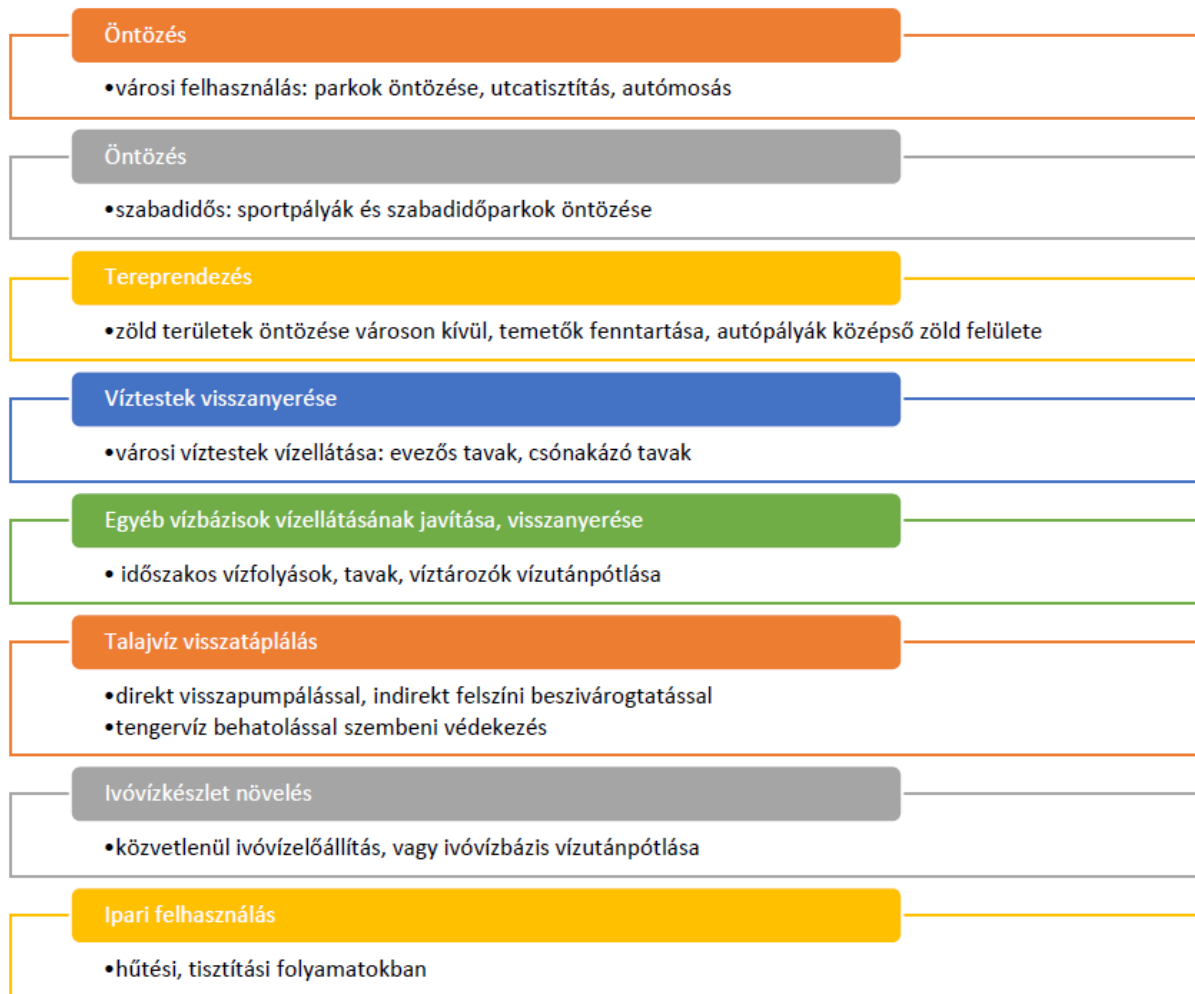 Öntözés
•városi felhasználás: parkok öntözése, utcatisztítás, autómosás
Öntözés
•szabadidős: sportpályák és szabadidőparkok öntözése
Tereprendezés
•zöld területek öntözése városon kívül, temetők fenntartása, autópályák középső zöld felülete
Víztestek visszanyerése
•városi víztestek vízellátása: evezős tavak, csónakázó tavak
Egyéb vízbázisok vízellátásának javítása, visszanyerése
• időszakos vízfolyások, tavak, víztározók vízutánpótlása
Talajvíz visszatáplálás
•direkt visszapumpálással, indirekt felszíni beszivárogtatással
•tengervíz behatolással szembeni védekezés
Ivóvízkészlet növelés
•közvetlenül ivóvízelőállítás, vagy ivóvízbázis vízutánpótlása
Ipari felhasználás
•hűtési, tisztítási folyamatokban